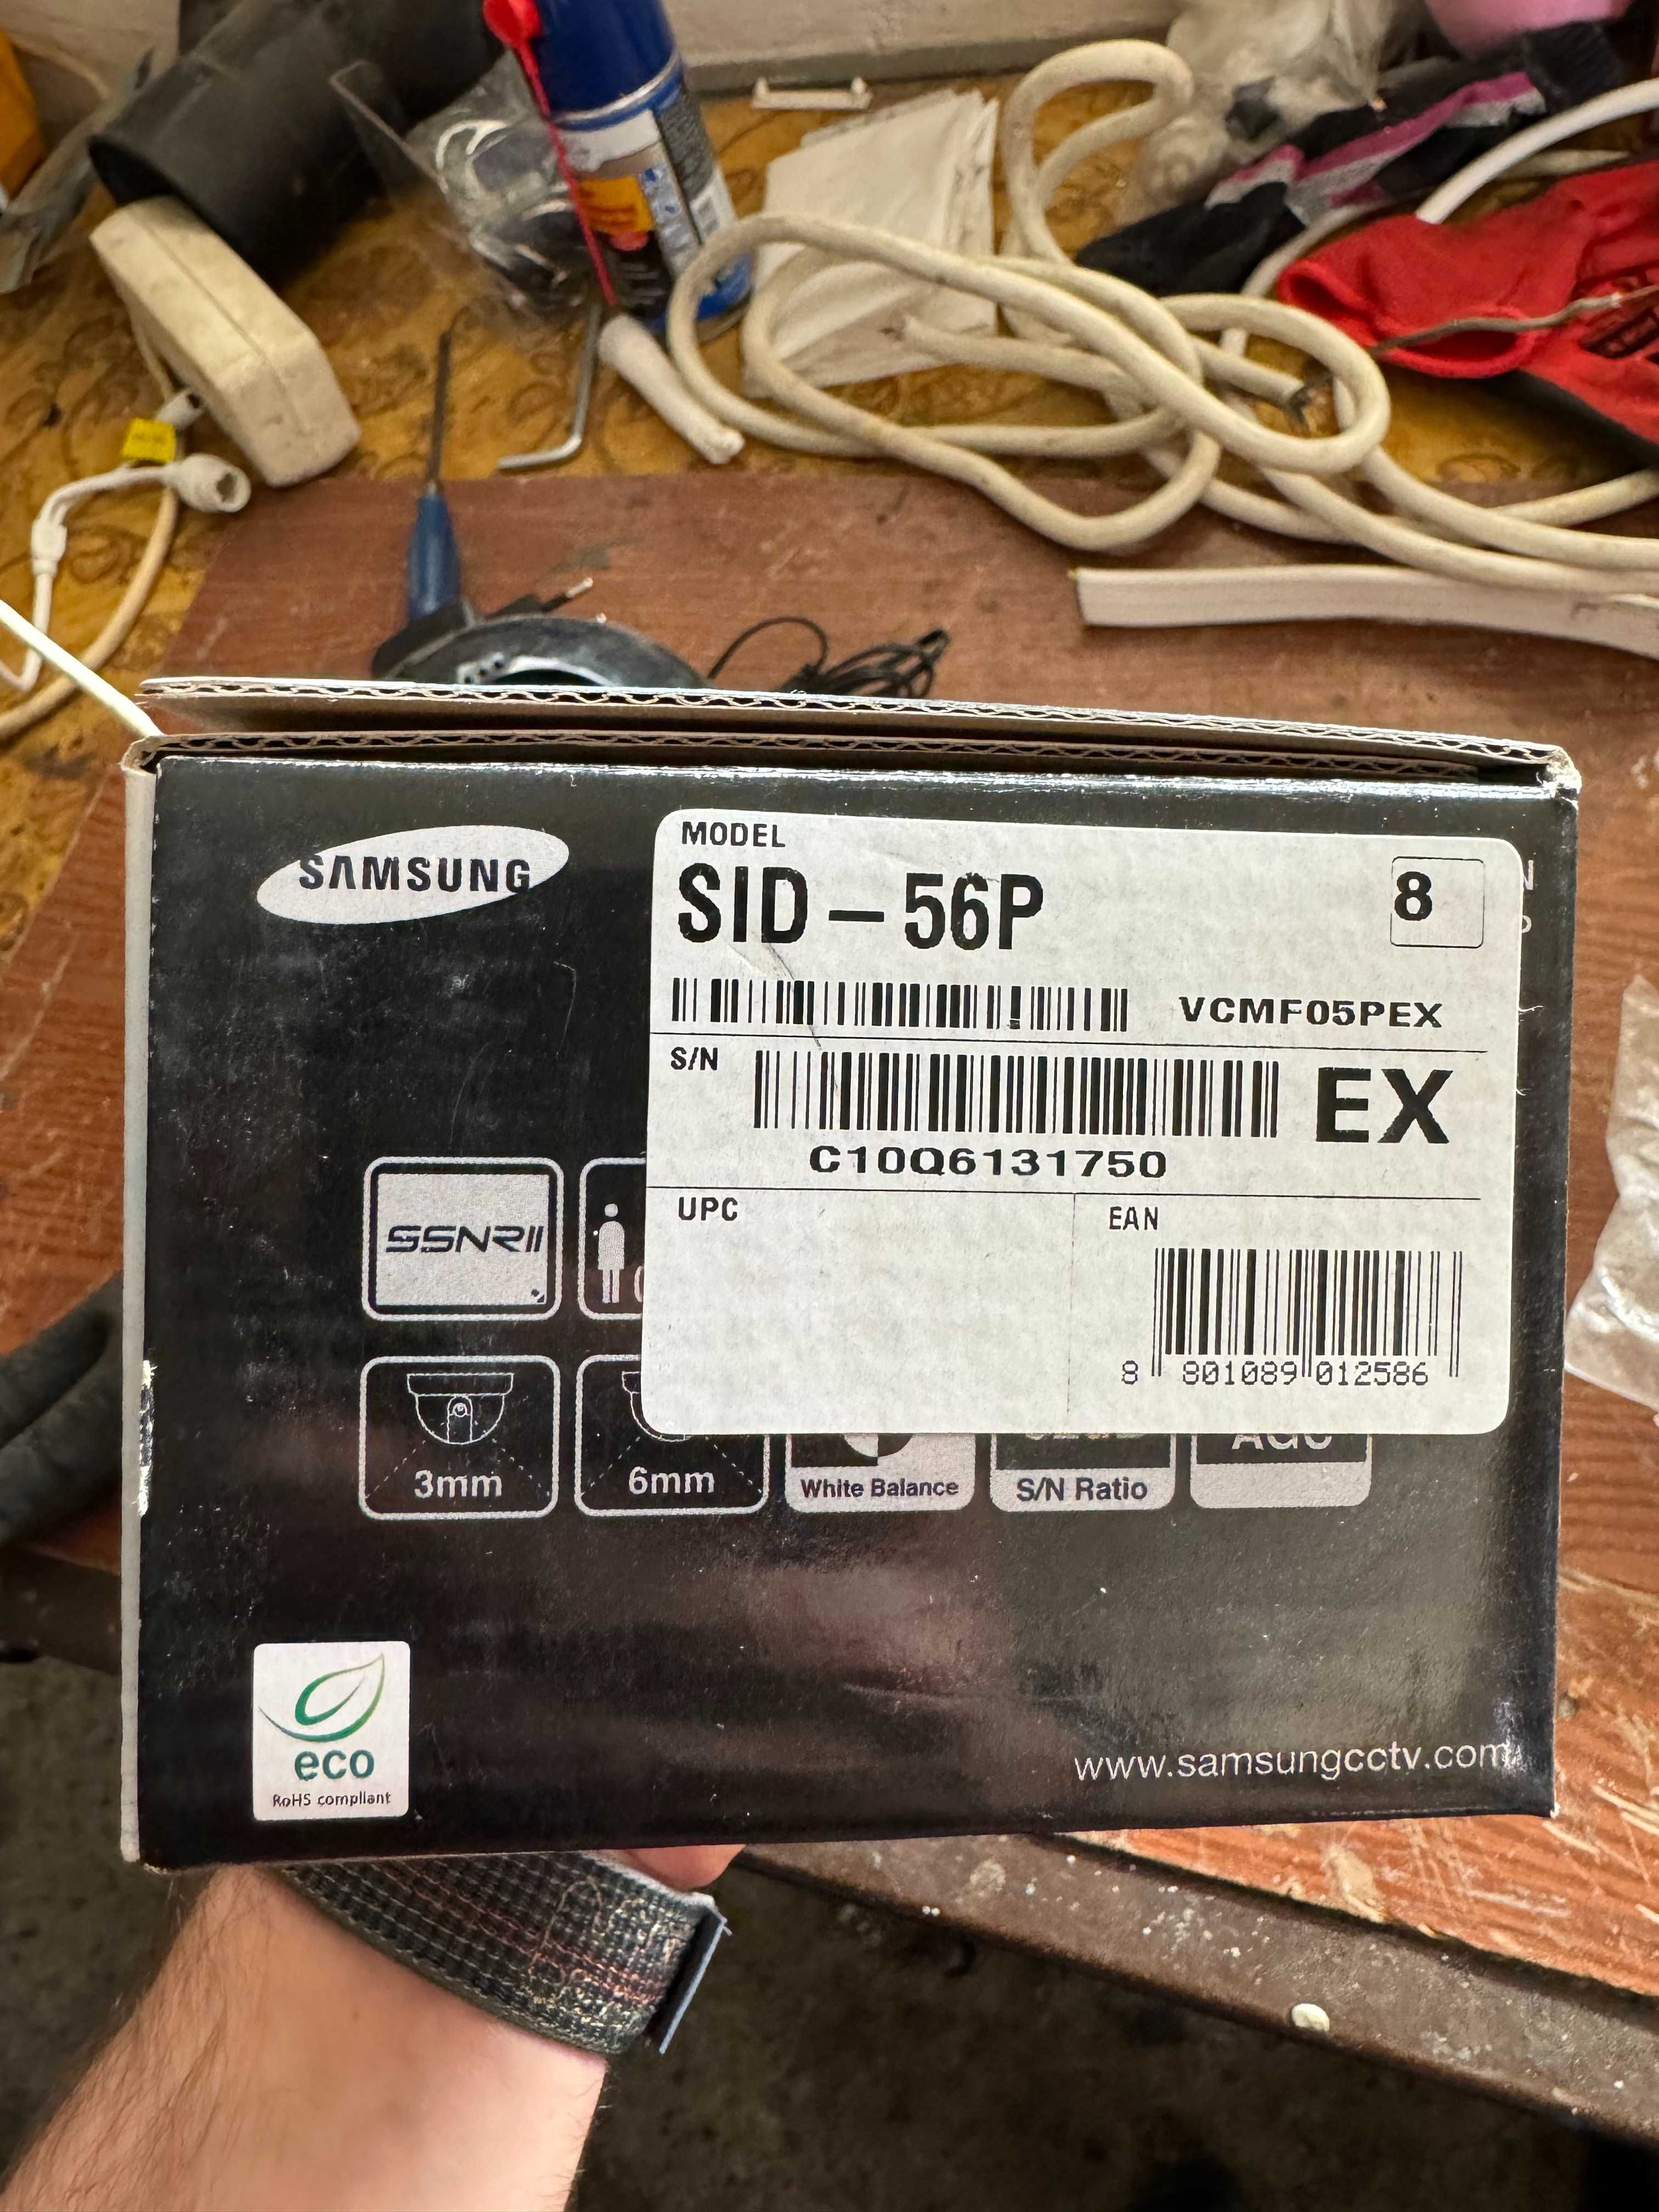 SAMSUNG
MODEL
SID-56P
8
VCMF05PEX
S/N
EX
C10Q6131750
UPC
EAN
8 801089 012586
SSNRII
3mm
6mm
White Balance
S/N Ratio
AGC
eco
RoHS compliant
www.samsungcctv.com